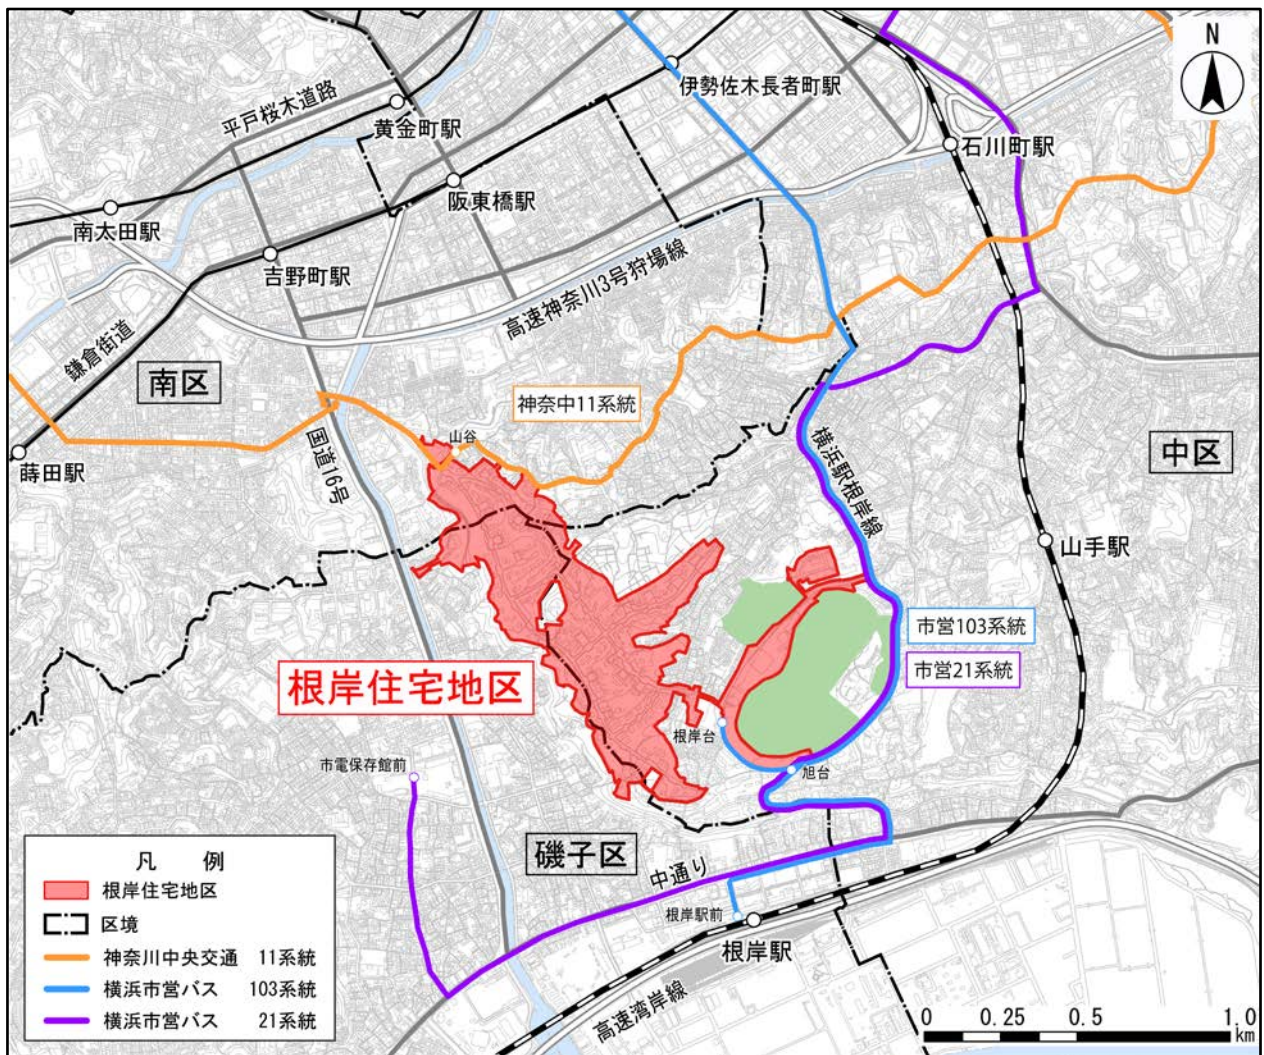 N
伊勢佐木長者町駅
平戸桜木道路
黄金町駅
石川町駅
阪東橋駅
南太田駅
吉野町駅
高速神奈川3号狩場線
鎌倉街道
南区
神奈中11系統
山谷
国道16号
横浜駅根岸線
中区
蒔田駅
山手駅
市営103系統
市営21系統
根岸住宅地区
根岸台
市電保存館前
旭台
磯子区
中通り
根岸駅前
根岸駅
高速湾岸線
凡 例
根岸住宅地区
区境
神奈川中央交通 11系統
横浜市営バス 103系統
横浜市営バス 21系統
0 0.25 0.5 1.0
km